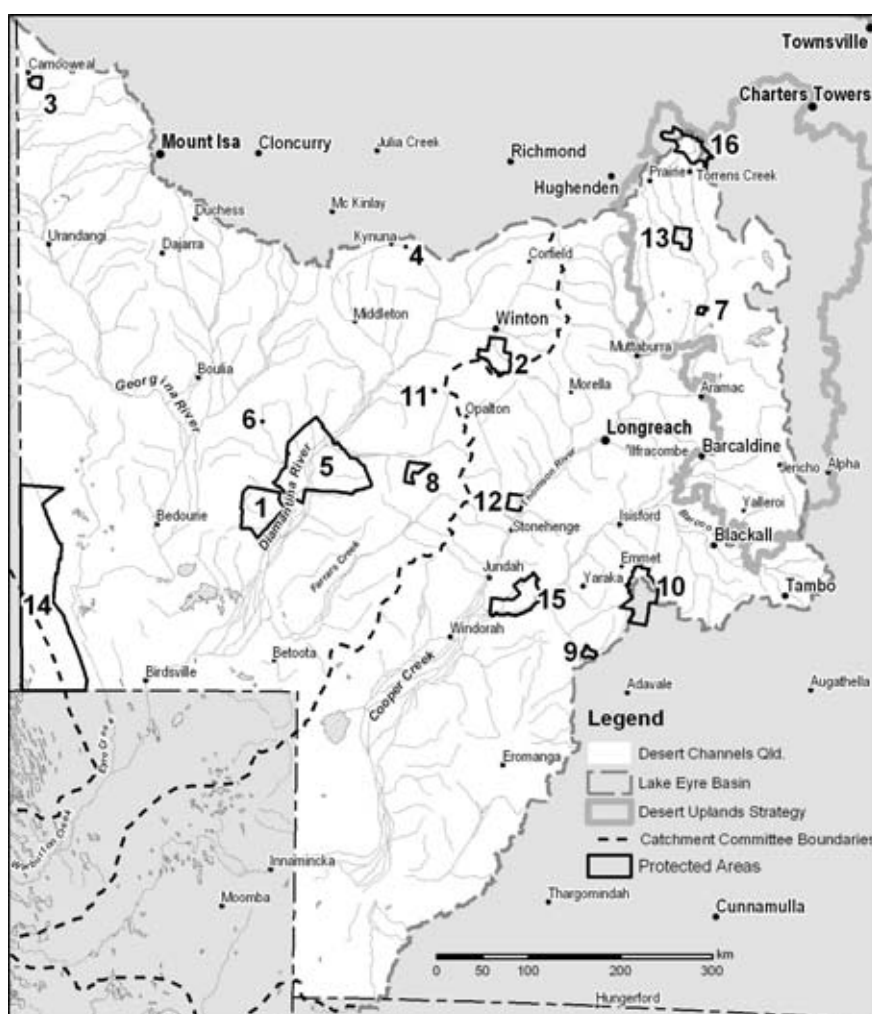 Townsville
Camooweal
3
Charters Towers
Mount Isa
Cloncurry
Julia Creek
Richmond
16
Hughenden
Prairie
Torrens Creek
Duchess
Mc Kinlay
Urandangi
Dajarra
Kynuna
4
Corfield
13
Middleton
Winton
7
Muttaburra
2
Boulia
Georgina River
11
Morella
Aramac
Opalton
6
Longreach
Ilfracombe
Barcaldine
5
8
Jericho
Alpha
Diamantina River
1
12
Thomson River
Yalleroi
Bedourie
Stonehenge
Isisford
Barcoo
Blackall
Farrars Creek
Jundah
Emmet
Yaraka
10
Tambo
14
15
Windorah
9
Birdsville
Betoota
Cooper Creek
Adavale
Augathella
Legend
Desert Channels Qld.
Lake Eyre Basin
Desert Uplands Strategy
Catchment Committee Boundaries
Protected Areas
Eyre Creek
Eromanga
Warburton Creek
Innamincka
Moomba
Thargomindah
Cunnamulla
km
0 50 100 200 300
Hungerford